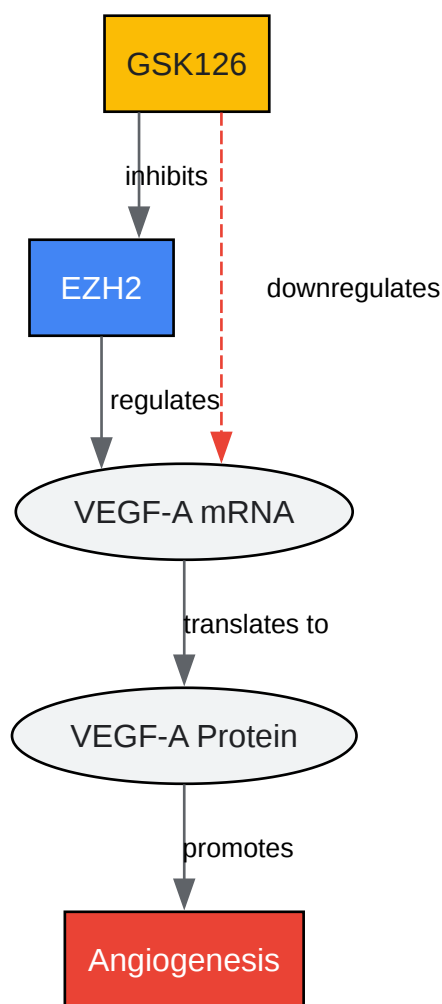 GSK126
inhibits
EZH2
downregulates
regulates
VEGF-A mRNA
translates to
VEGF-A Protein
promotes
Angiogenesis